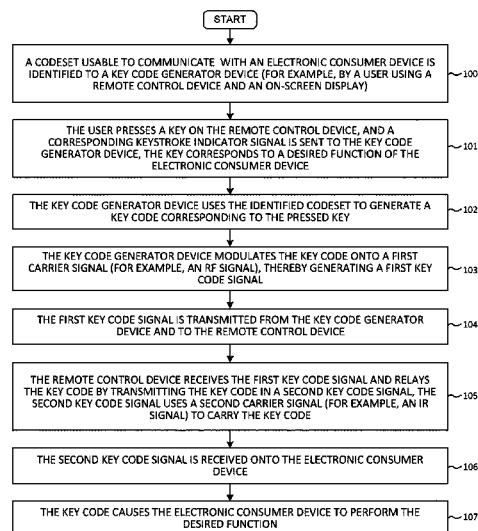 START
A CODESET USABLE TO COMMUNICATE WITH AN ELECTRONIC CONSUMER DEVICE IS
IDENTIFIED TO A KEY CODE GENERATOR DEVICE (FOR EXAMPLE, BY A USER USING A
REMOTE CONTROL DEVICE AND AN ON-SCREEN DISPLAY)
100
THE USER PRESSES A KEY ON THE REMOTE CONTROL DEVICE, AND A
CORRESPONDING KEYSTROKE INDICATOR SIGNAL IS SENT TO THE KEY CODE
GENERATOR DEVICE, THE KEY CORRESPONDS TO A DESIRED FUNCTION OF THE
ELECTRONIC CONSUMER DEVICE
101
THE KEY CODE GENERATOR DEVICE USES THE IDENTIFIED CODESET TO GENERATE A
KEY CODE CORRESPONDING TO THE PRESSED KEY
102
THE KEY CODE GENERATOR DEVICE MODULATES THE KEY CODE ONTO A FIRST
CARRIER SIGNAL (FOR EXAMPLE, AN RF SIGNAL), THEREBY GENERATING A FIRST KEY
CODE SIGNAL
103
THE FIRST KEY CODE SIGNAL IS TRANSMITTED FROM THE KEY CODE GENERATOR
DEVICE AND TO THE REMOTE CONTROL DEVICE
104
THE REMOTE CONTROL DEVICE RECEIVES THE FIRST KEY CODE SIGNAL AND RELAYS
THE KEY CODE BY TRANSMITTING THE KEY CODE IN A SECOND KEY CODE SIGNAL, THE
SECOND KEY CODE SIGNAL USES A SECOND CARRIER SIGNAL (FOR EXAMPLE, AN IR
SIGNAL) TO CARRY THE KEY CODE
105
THE SECOND KEY CODE SIGNAL IS RECEIVED ONTO THE ELECTRONIC CONSUMER
DEVICE
106
THE KEY CODE CAUSES THE ELECTRONIC CONSUMER DEVICE TO PERFORM THE
DESIRED FUNCTION
107